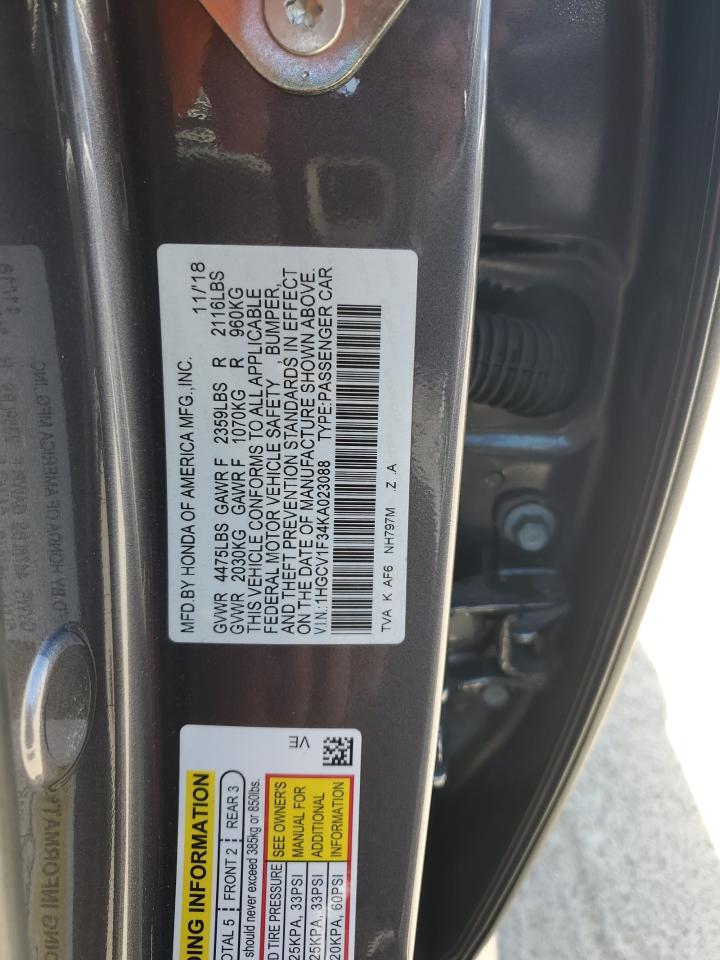 MFD.BY HONDA OF AMERICA MFG.,INC. 11/'18
GVWR 4475LBS GAWR F 2359LBS R 2116LBS
GVWR 2030KG GAWR F 1070KG R 960KG
THIS VEHICLE CONFORMS TO ALL APPLICABLE
FEDERAL MOTOR VEHICLE SAFETY , BUMPER,
AND THEFT PREVENTION STANDARDS IN EFFECT
ON THE DATE OF MANUFACTURE SHOWN ABOVE.
V.I.N.:1HGCV1F34KA023088 TYPE:PASSENGER CAR
TVA K AF6 NH797M .Z .A
VE
DING INFORMATION
OTAL 5 FRONT 2 REAR 3
should never exceed 385kg or 850lbs.
D TIRE PRESSURE SEE OWNER'S
25KPA, 33PSI MANUAL FOR
25KPA, 33PSI ADDITIONAL
20KPA, 60PSI INFORMATION